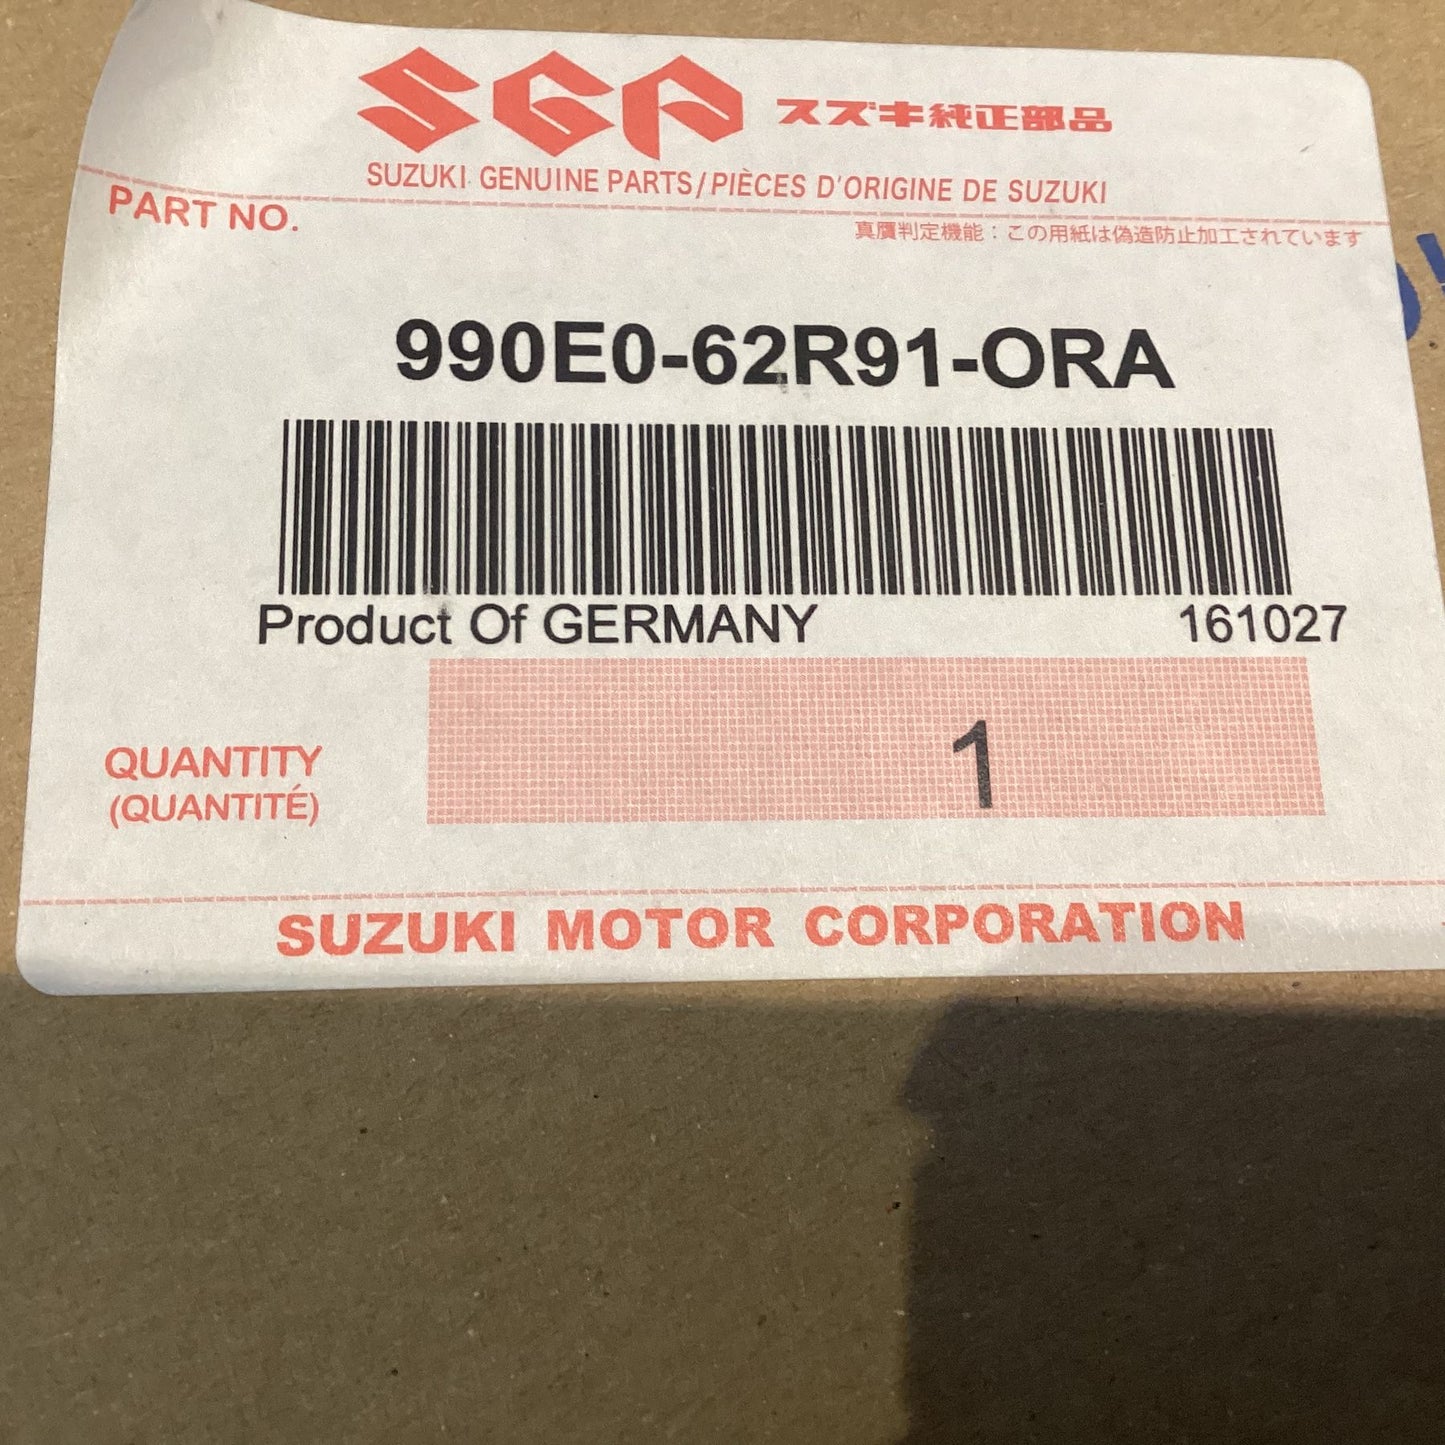 SGP スズキ純正部品
SUZUKI GENUINE PARTS/PIÈCES D'ORIGINE DE SUZUKI
PART NO.
真贋判定機能：この用紙は偽造防止加工されています
990E0-62R91-ORA
Product Of GERMANY 161027
QUANTITY 1
(QUANTITÉ)
SUZUKI MOTOR CORPORATION